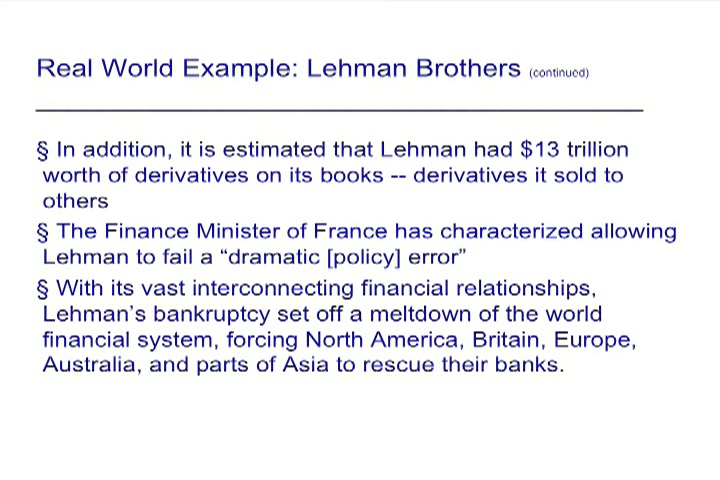 Real World Example: Lehman Brothers (continued)
§ In addition, it is estimated that Lehman had $13 trillion
worth of derivatives on its books -- derivatives it sold to
others
§ The Finance Minister of France has characterized allowing
Lehman to fail a “dramatic [policy] error”
§ With its vast interconnecting financial relationships,
Lehman’s bankruptcy set off a meltdown of the world
financial system, forcing North America, Britain, Europe,
Australia, and parts of Asia to rescue their banks.